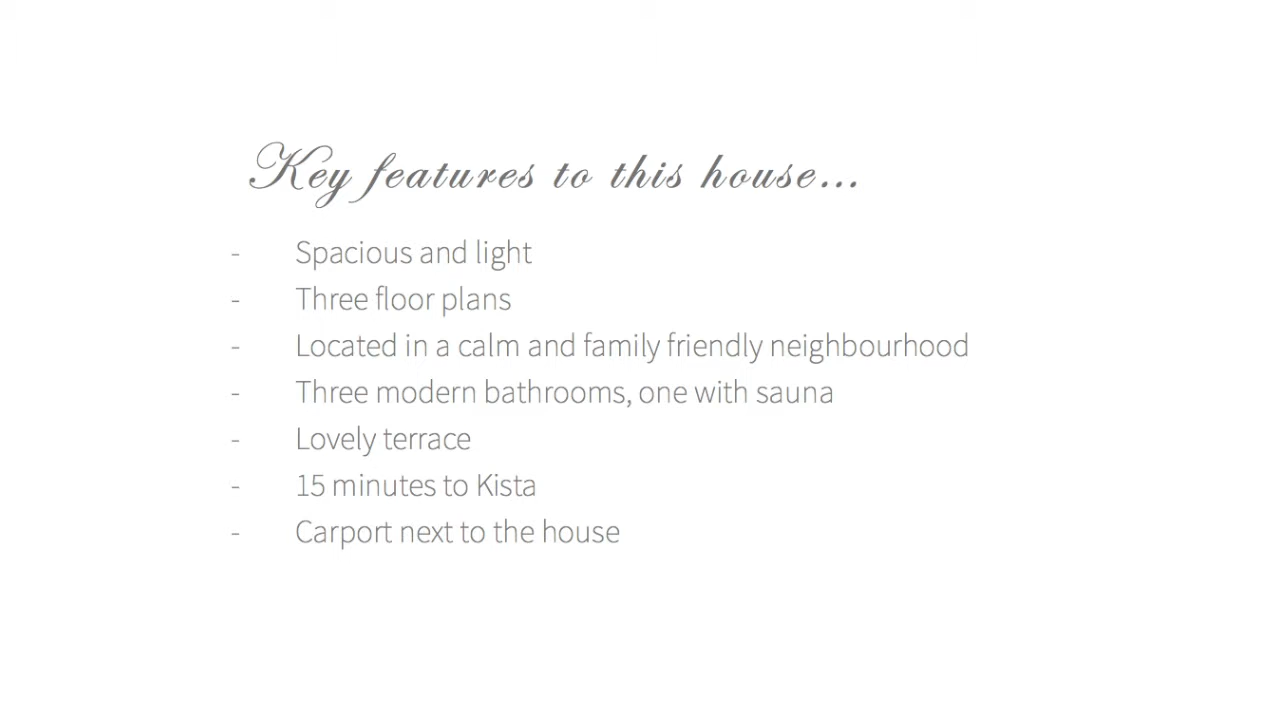 Key features to this house...
- Spacious and light
- Three floor plans
- Located in a calm and family friendly neighbourhood
- Three modern bathrooms, one with sauna
- Lovely terrace
- 15 minutes to Kista
- Carport next to the house